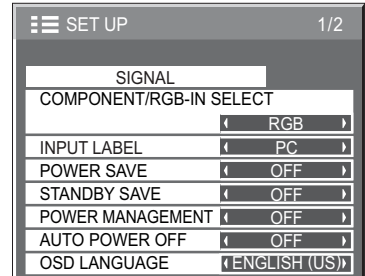 SET UP 1/2
SIGNAL
COMPONENT/RGB-IN SELECT
RGB
INPUT LABEL PC
POWER SAVE OFF
STANDBY SAVE OFF
POWER MANAGEMENT OFF
AUTO POWER OFF OFF
OSD LANGUAGE ENGLISH (US)